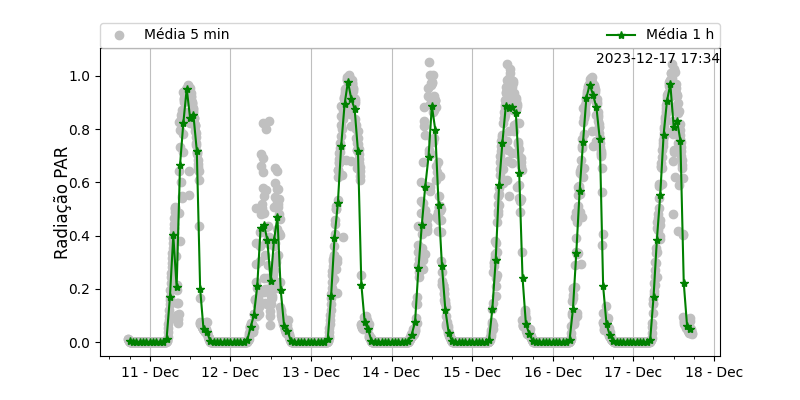 Média 5 min
Média 1 h
2023-12-17 17:34
Radiação PAR
1.0
0.8
0.6
0.4
0.2
0.0
11 - Dec
12 - Dec
13 - Dec
14 - Dec
15 - Dec
16 - Dec
17 - Dec
18 - Dec